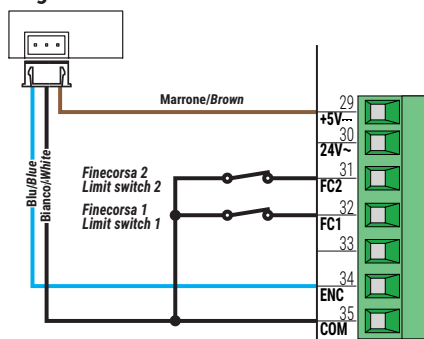 Marrone/Brown
Blu/Blue
Bianco/White
Finecorsa 2
Limit switch 2
Finecorsa 1
Limit switch 1
29
+5V⎓
30
24V~
31
FC2
32
FC1
33
34
ENC
35
COM